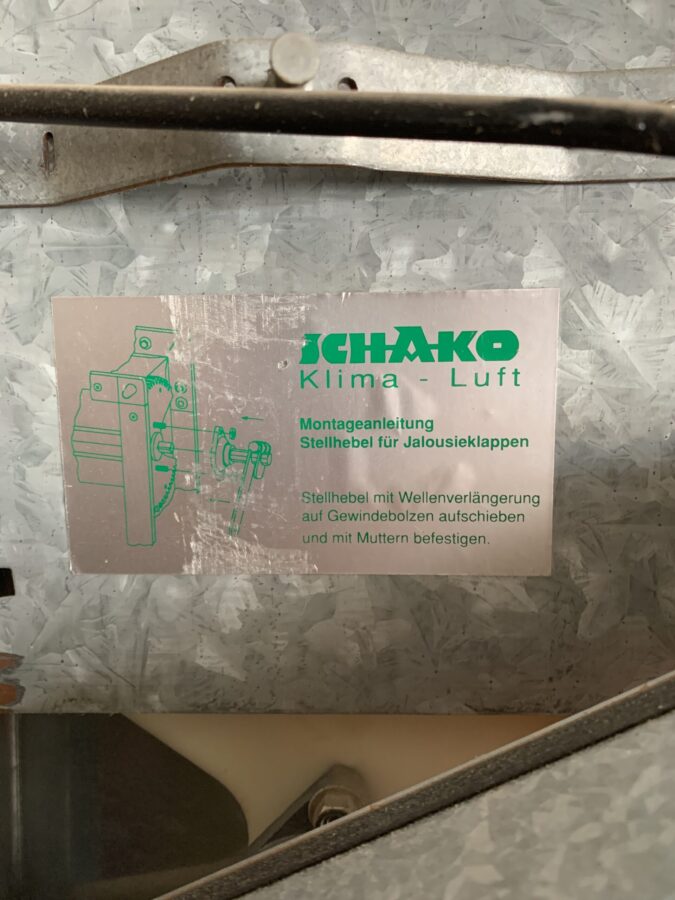 SCHAKO
Klima - Luft
Montageanleitung
Stellhebel für Jalousieklappen
Stellhebel mit Wellenverlängerung
auf Gewindebolzen aufschieben
und mit Muttern befestigen.